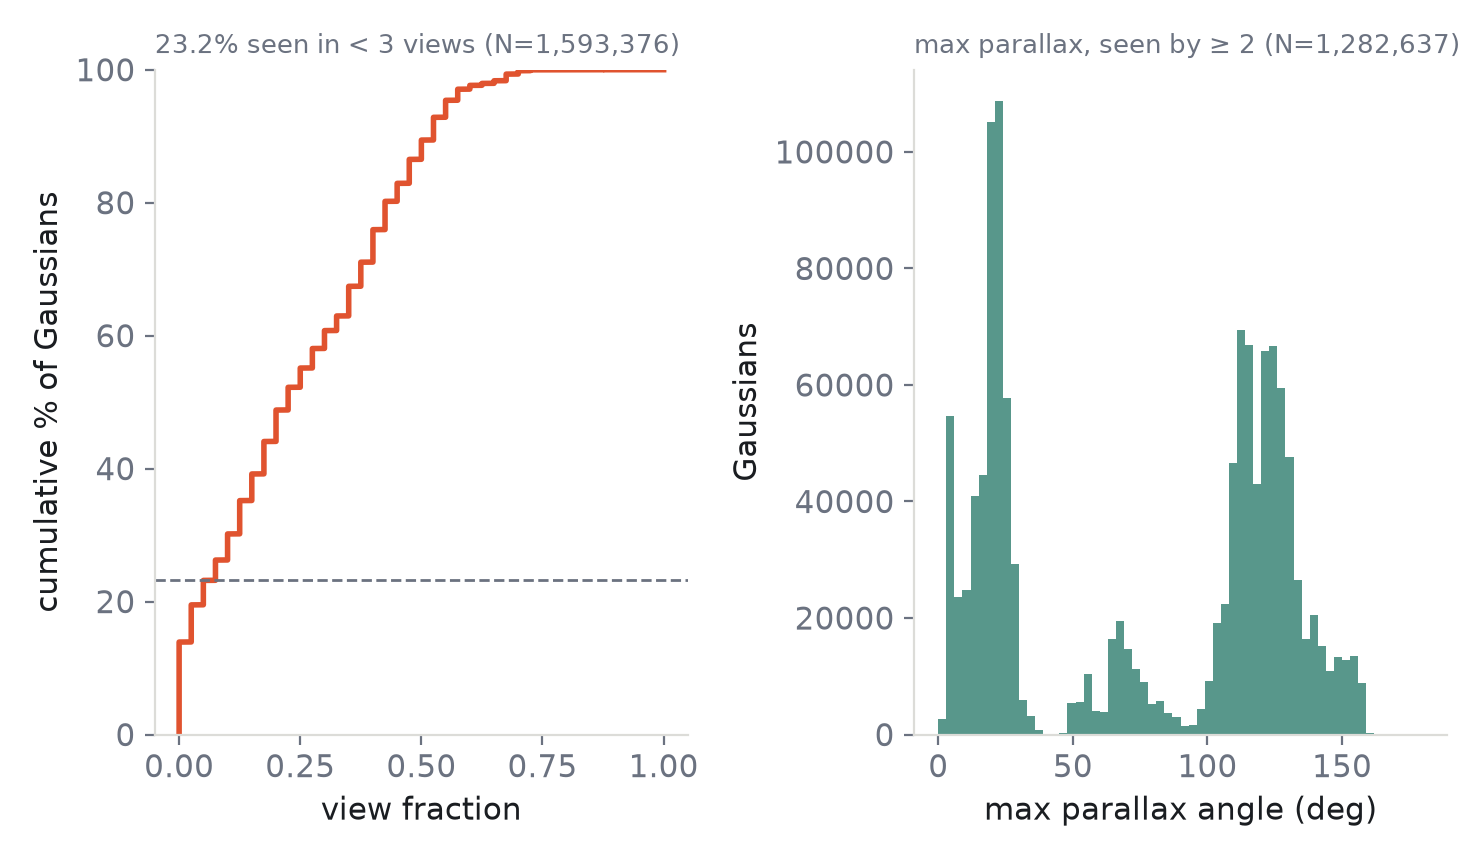 23.2% seen in < 3 views (N=1,593,376)
100
80
60
40
20
0
cumulative % of Gaussians
0.00 0.25 0.50 0.75 1.00
view fraction
max parallax, seen by ≥ 2 (N=1,282,637)
100000
80000
60000
40000
20000
0
Gaussians
0 50 100 150
max parallax angle (deg)